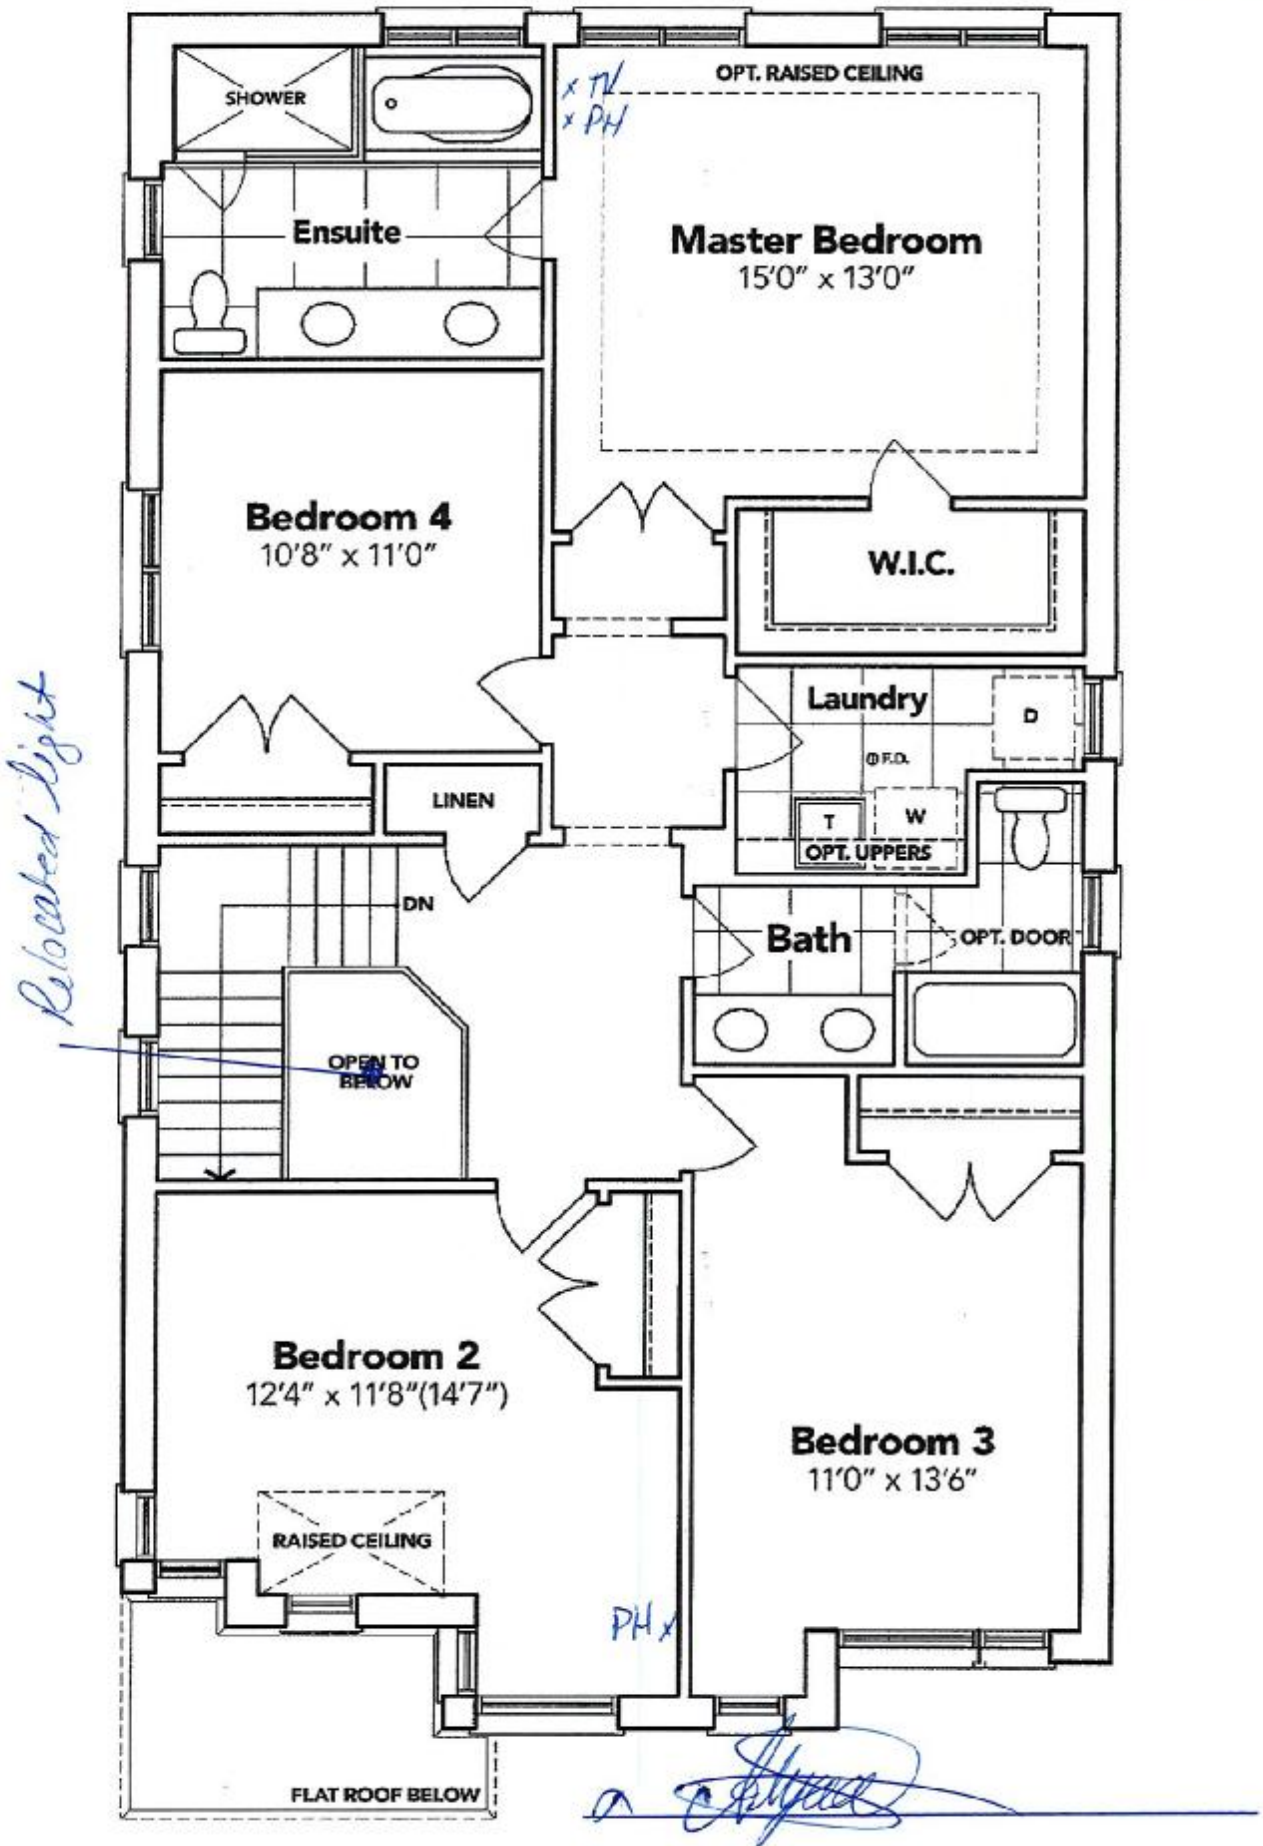 OPT. RAISED CEILING
SHOWER
x TV
x PH
Ensuite
Master Bedroom
15'0" x 13'0"
Bedroom 4
10'8" x 11'0"
W.I.C.
Relocated light
Laundry
D
F.D.
LINEN
T
W
OPT. UPPERS
DN
Bath
OPT. DOOR
OPEN TO
BELOW
Bedroom 2
12'4" x 11'8"(14'7")
Bedroom 3
11'0" x 13'6"
RAISED CEILING
PH x
FLAT ROOF BELOW